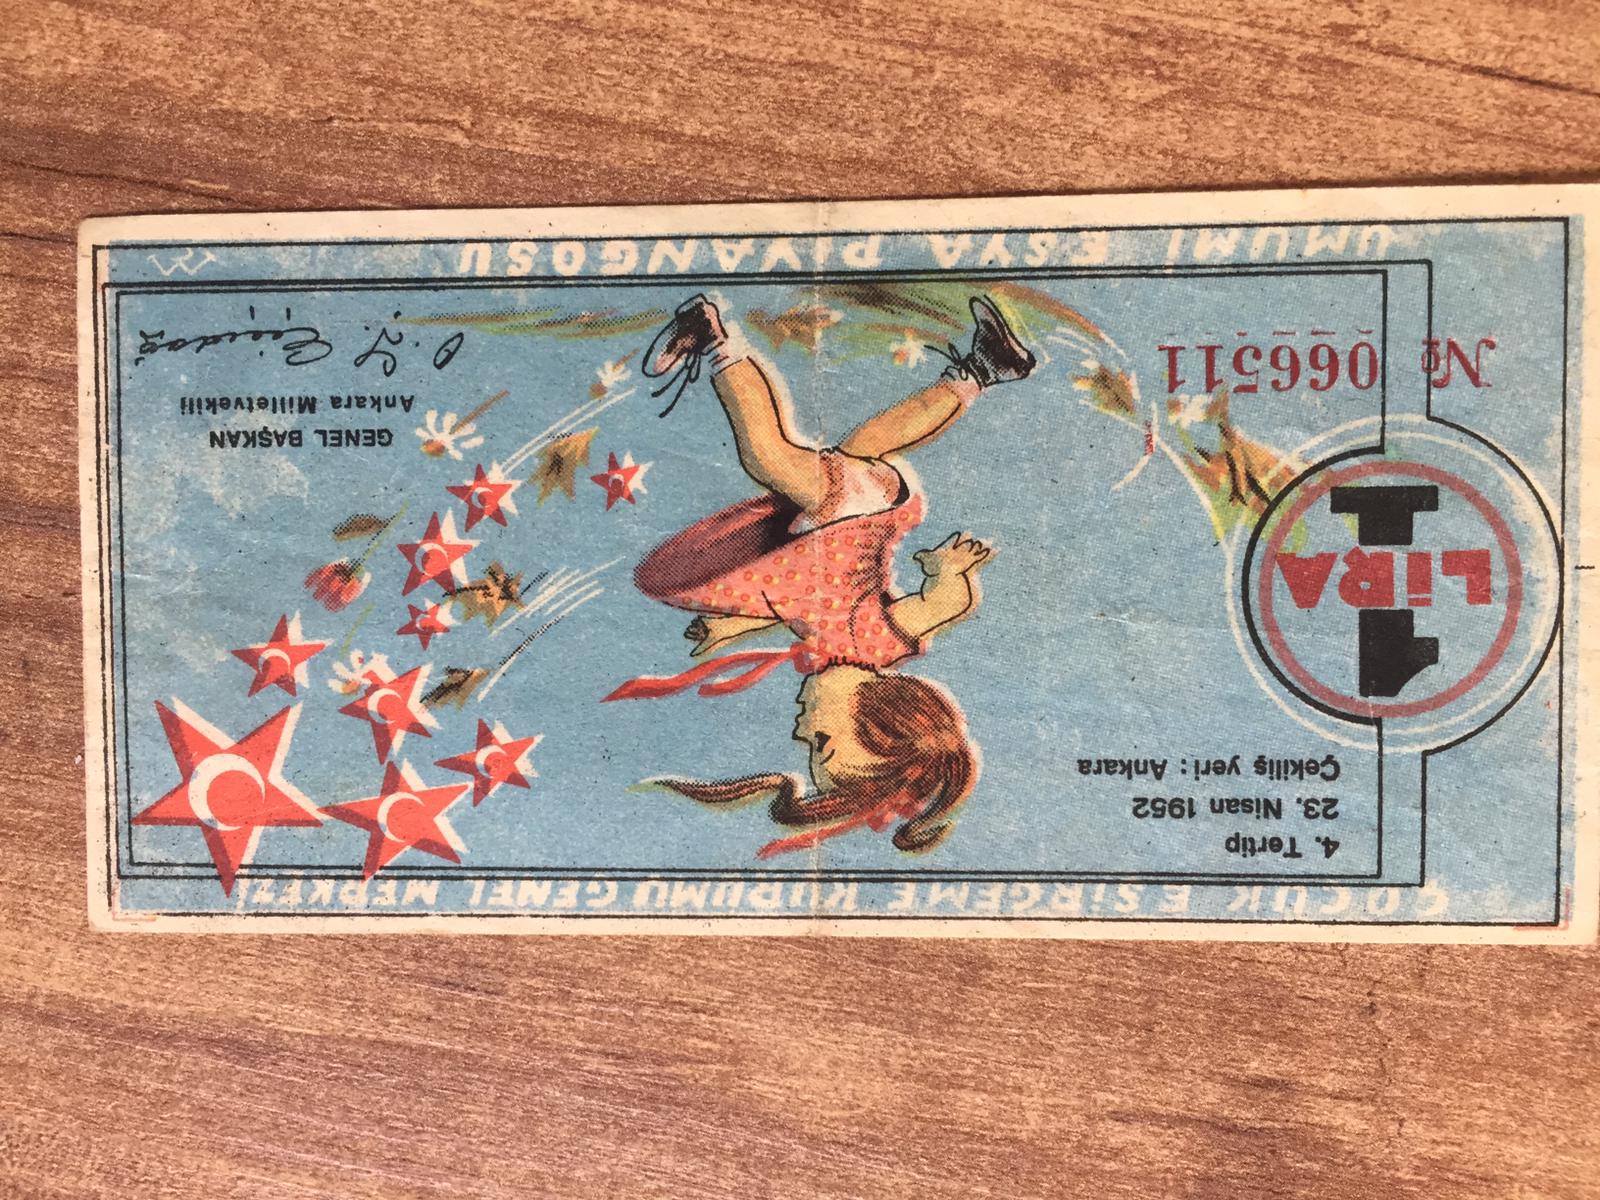 ÇOCUK ESİRGEME KURUMU GENEL MERKEZİ
4. Tertip
23. Nisan 1952
Çekiliş yeri : Ankara
1 LİRA
№ 066511
GENEL BAŞKAN
Ankara Milletvekili
UMUMİ EŞYA PİYANGOSU